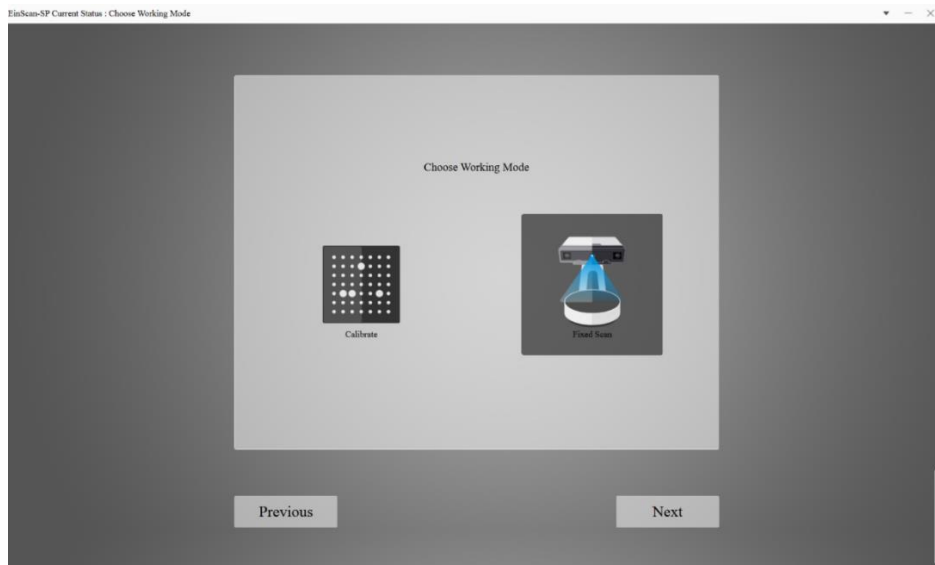 EinScan-SP Current Status : Choose Working Mode
Choose Working Mode
Calibrate
Fixed Scan
Previous
Next